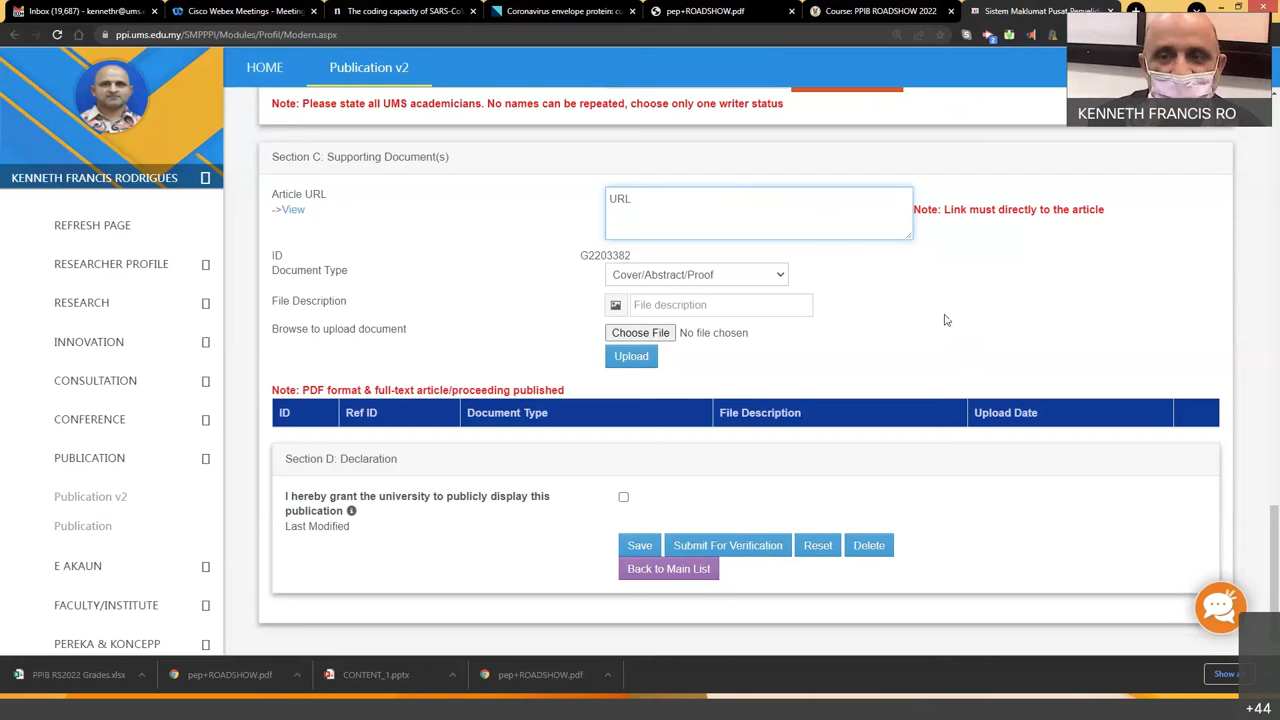 Inbox (19,687) - kenneth@ums.
Cisco Webex Meetings - Meeting
The coding capacity of SARS-CoV
Coronavirus envelope protein: cu
pep+ROADSHOW.pdf
Course: PPIB ROADSHOW 2022
Sistem Maklumat Pusat Penyelid
ppi.ums.edu.my/SMPPPI/Modules/Profil/Modern.aspx
HOME
Publication v2
KENNETH FRANCIS RO
Note: Please state all UMS academicians. No names can be repeated, choose only one writer status
KENNETH FRANCIS RODRIGUES
REFRESH PAGE
RESEARCHER PROFILE
RESEARCH
INNOVATION
CONSULTATION
CONFERENCE
PUBLICATION
Publication v2
Publication
E AKAUN
FACULTY/INSTITUTE
PEREKA & KONCEPP
Section C: Supporting Document(s)
Article URL
->View
URL
Note: Link must directly to the article
ID
G2203382
Document Type
Cover/Abstract/Proof
File Description
File description
Browse to upload document
Choose File No file chosen
Upload
Note: PDF format & full-text article/proceeding published
ID Ref ID Document Type File Description Upload Date
Section D: Declaration
I hereby grant the university to publicly display this
publication
Last Modified
Save Submit For Verification Reset Delete
Back to Main List
PPIB RS2022 Grades.xlsx
pep+ROADSHOW.pdf
CONTENT_1.pptx
pep+ROADSHOW.pdf
Show a
+44